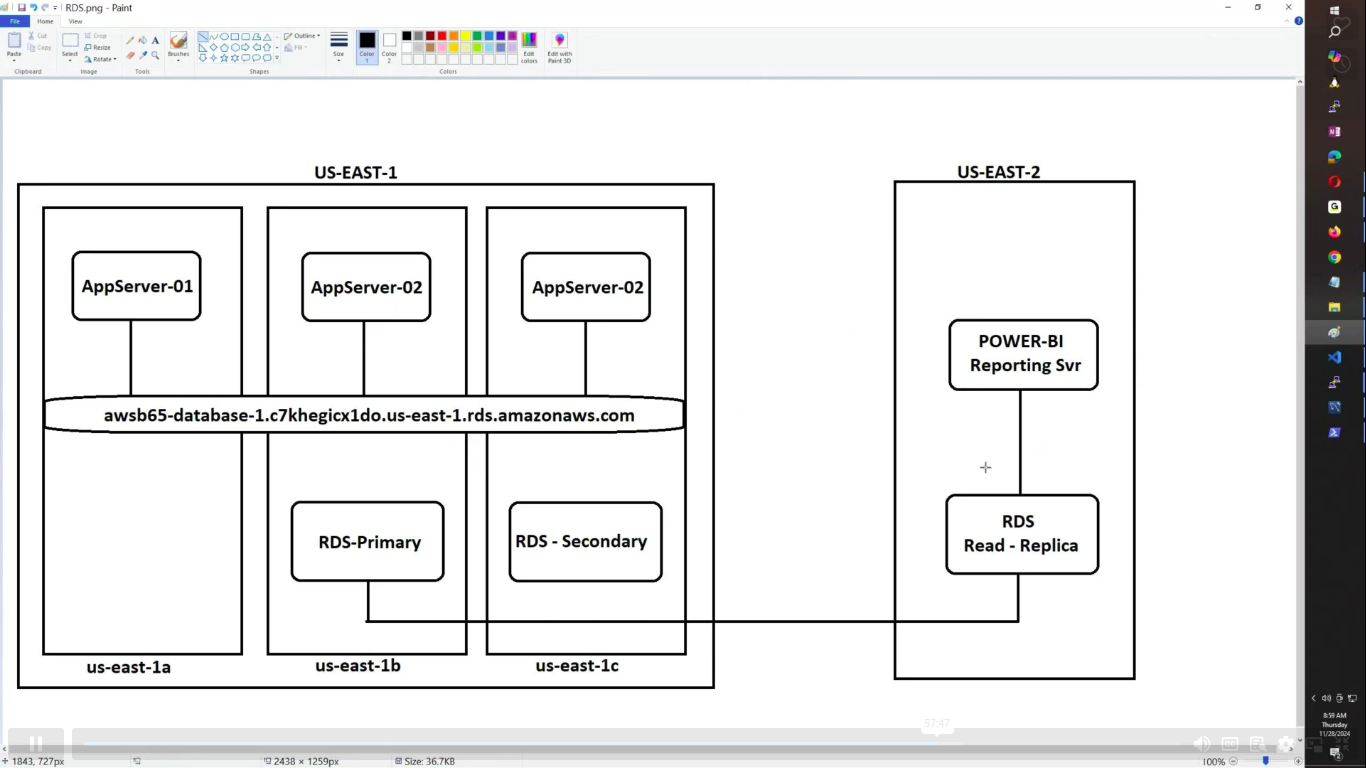 RDS.png - Paint
File Home View
Paste
Cut
Copy
Clipboard
Select
Crop
Resize
Rotate
Image
Tools
Brushes
Shapes
Outline
Fill
Size
Color 1
Color 2
Colors
Edit colors
Edit with Paint 3D
US-EAST-1
AppServer-01
AppServer-02
AppServer-02
awsb65-database-1.c7khegicx1do.us-east-1.rds.amazonaws.com
RDS-Primary
RDS - Secondary
us-east-1a
us-east-1b
us-east-1c
US-EAST-2
POWER-BI
Reporting Svr
RDS
Read - Replica
57:47
1843, 727px
2438 × 1259px
Size: 36.7KB
100%
8:59 AM
Thursday
11/28/2024